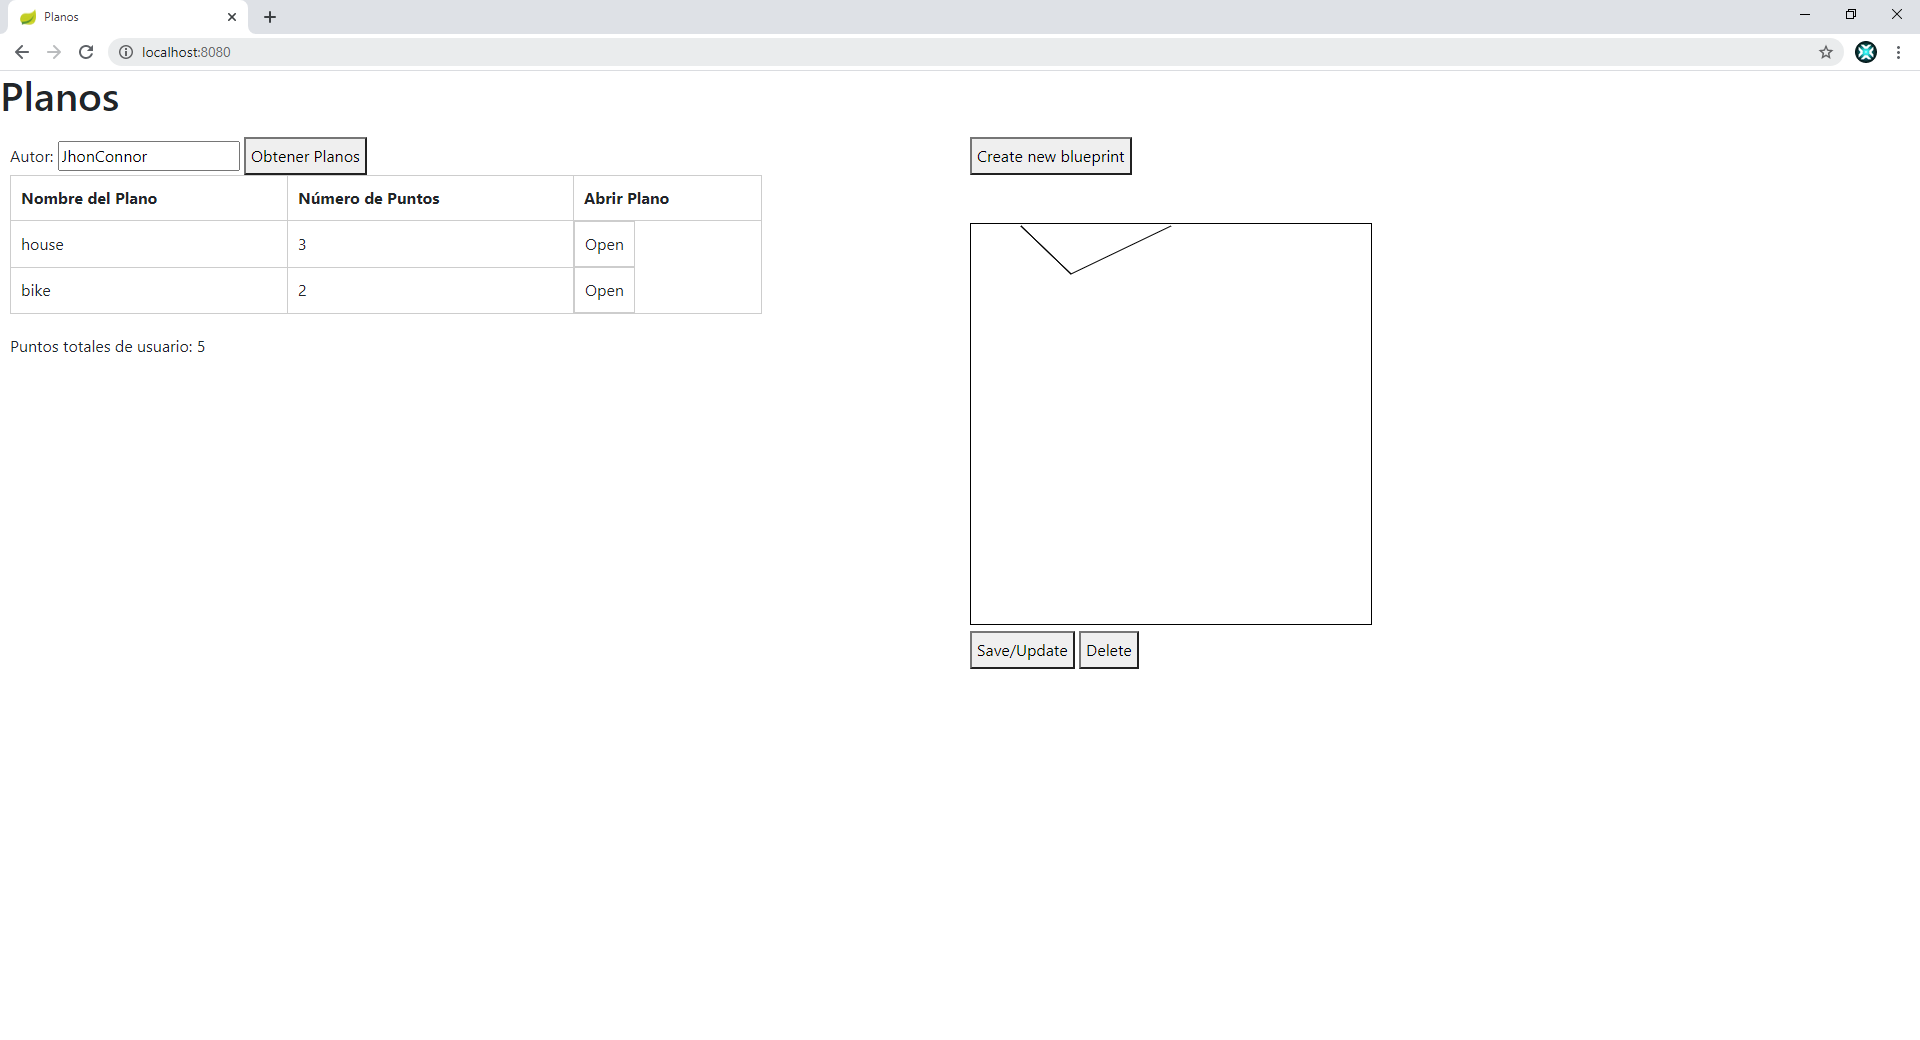 Planos
localhost:8080
Planos
Autor: JhonConnor Obtener Planos
Create new blueprint
Nombre del Plano Número de Puntos Abrir Plano
house 3 Open
bike 2 Open
Puntos totales de usuario: 5
Save/Update Delete